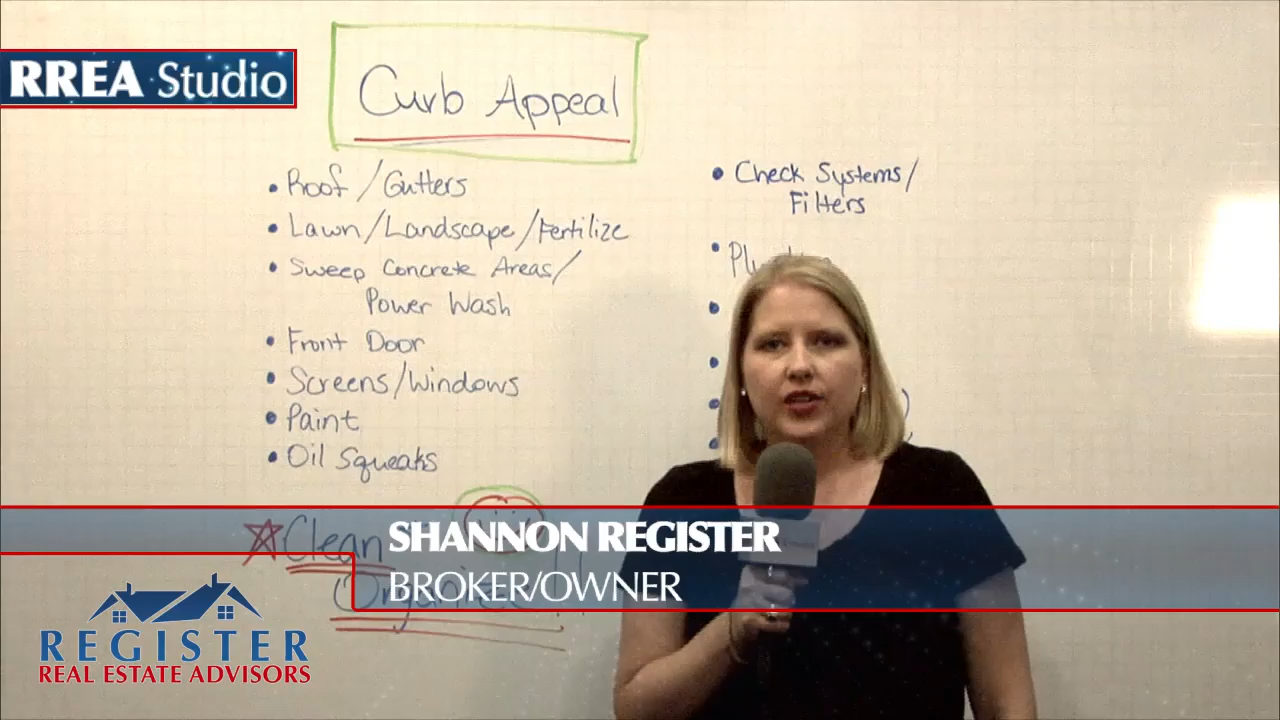 RREA Studio
Curb Appeal
• Roof / Gutters
• Lawn/Landscape/Fertilize
• Sweep Concrete Areas/
Power Wash
• Front Door
• Screens/Windows
• Paint
• Oil Squeaks
Clean
• Check Systems/
Filters
SHANNON REGISTER
BROKER/OWNER
REGISTER
REAL ESTATE ADVISORS